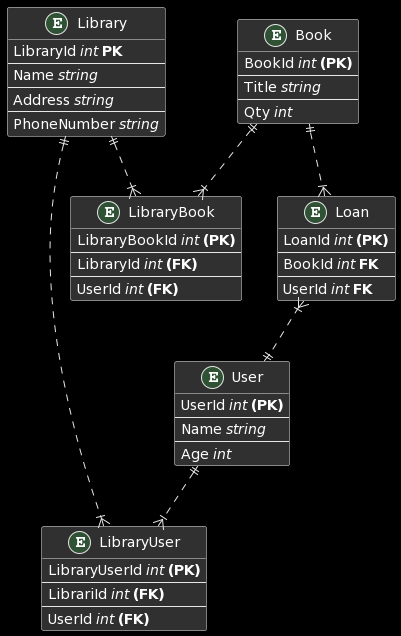 E Library
LibraryId int PK
Name string
Address string
PhoneNumber string
E Book
BookId int (PK)
Title string
Qty int
E LibraryBook
LibraryBookId int (PK)
LibraryId int (FK)
UserId int (FK)
E Loan
LoanId int (PK)
BookId int FK
UserId int FK
E User
UserId int (PK)
Name string
Age int
E LibraryUser
LibraryUserId int (PK)
LibrariId int (FK)
UserId int (FK)